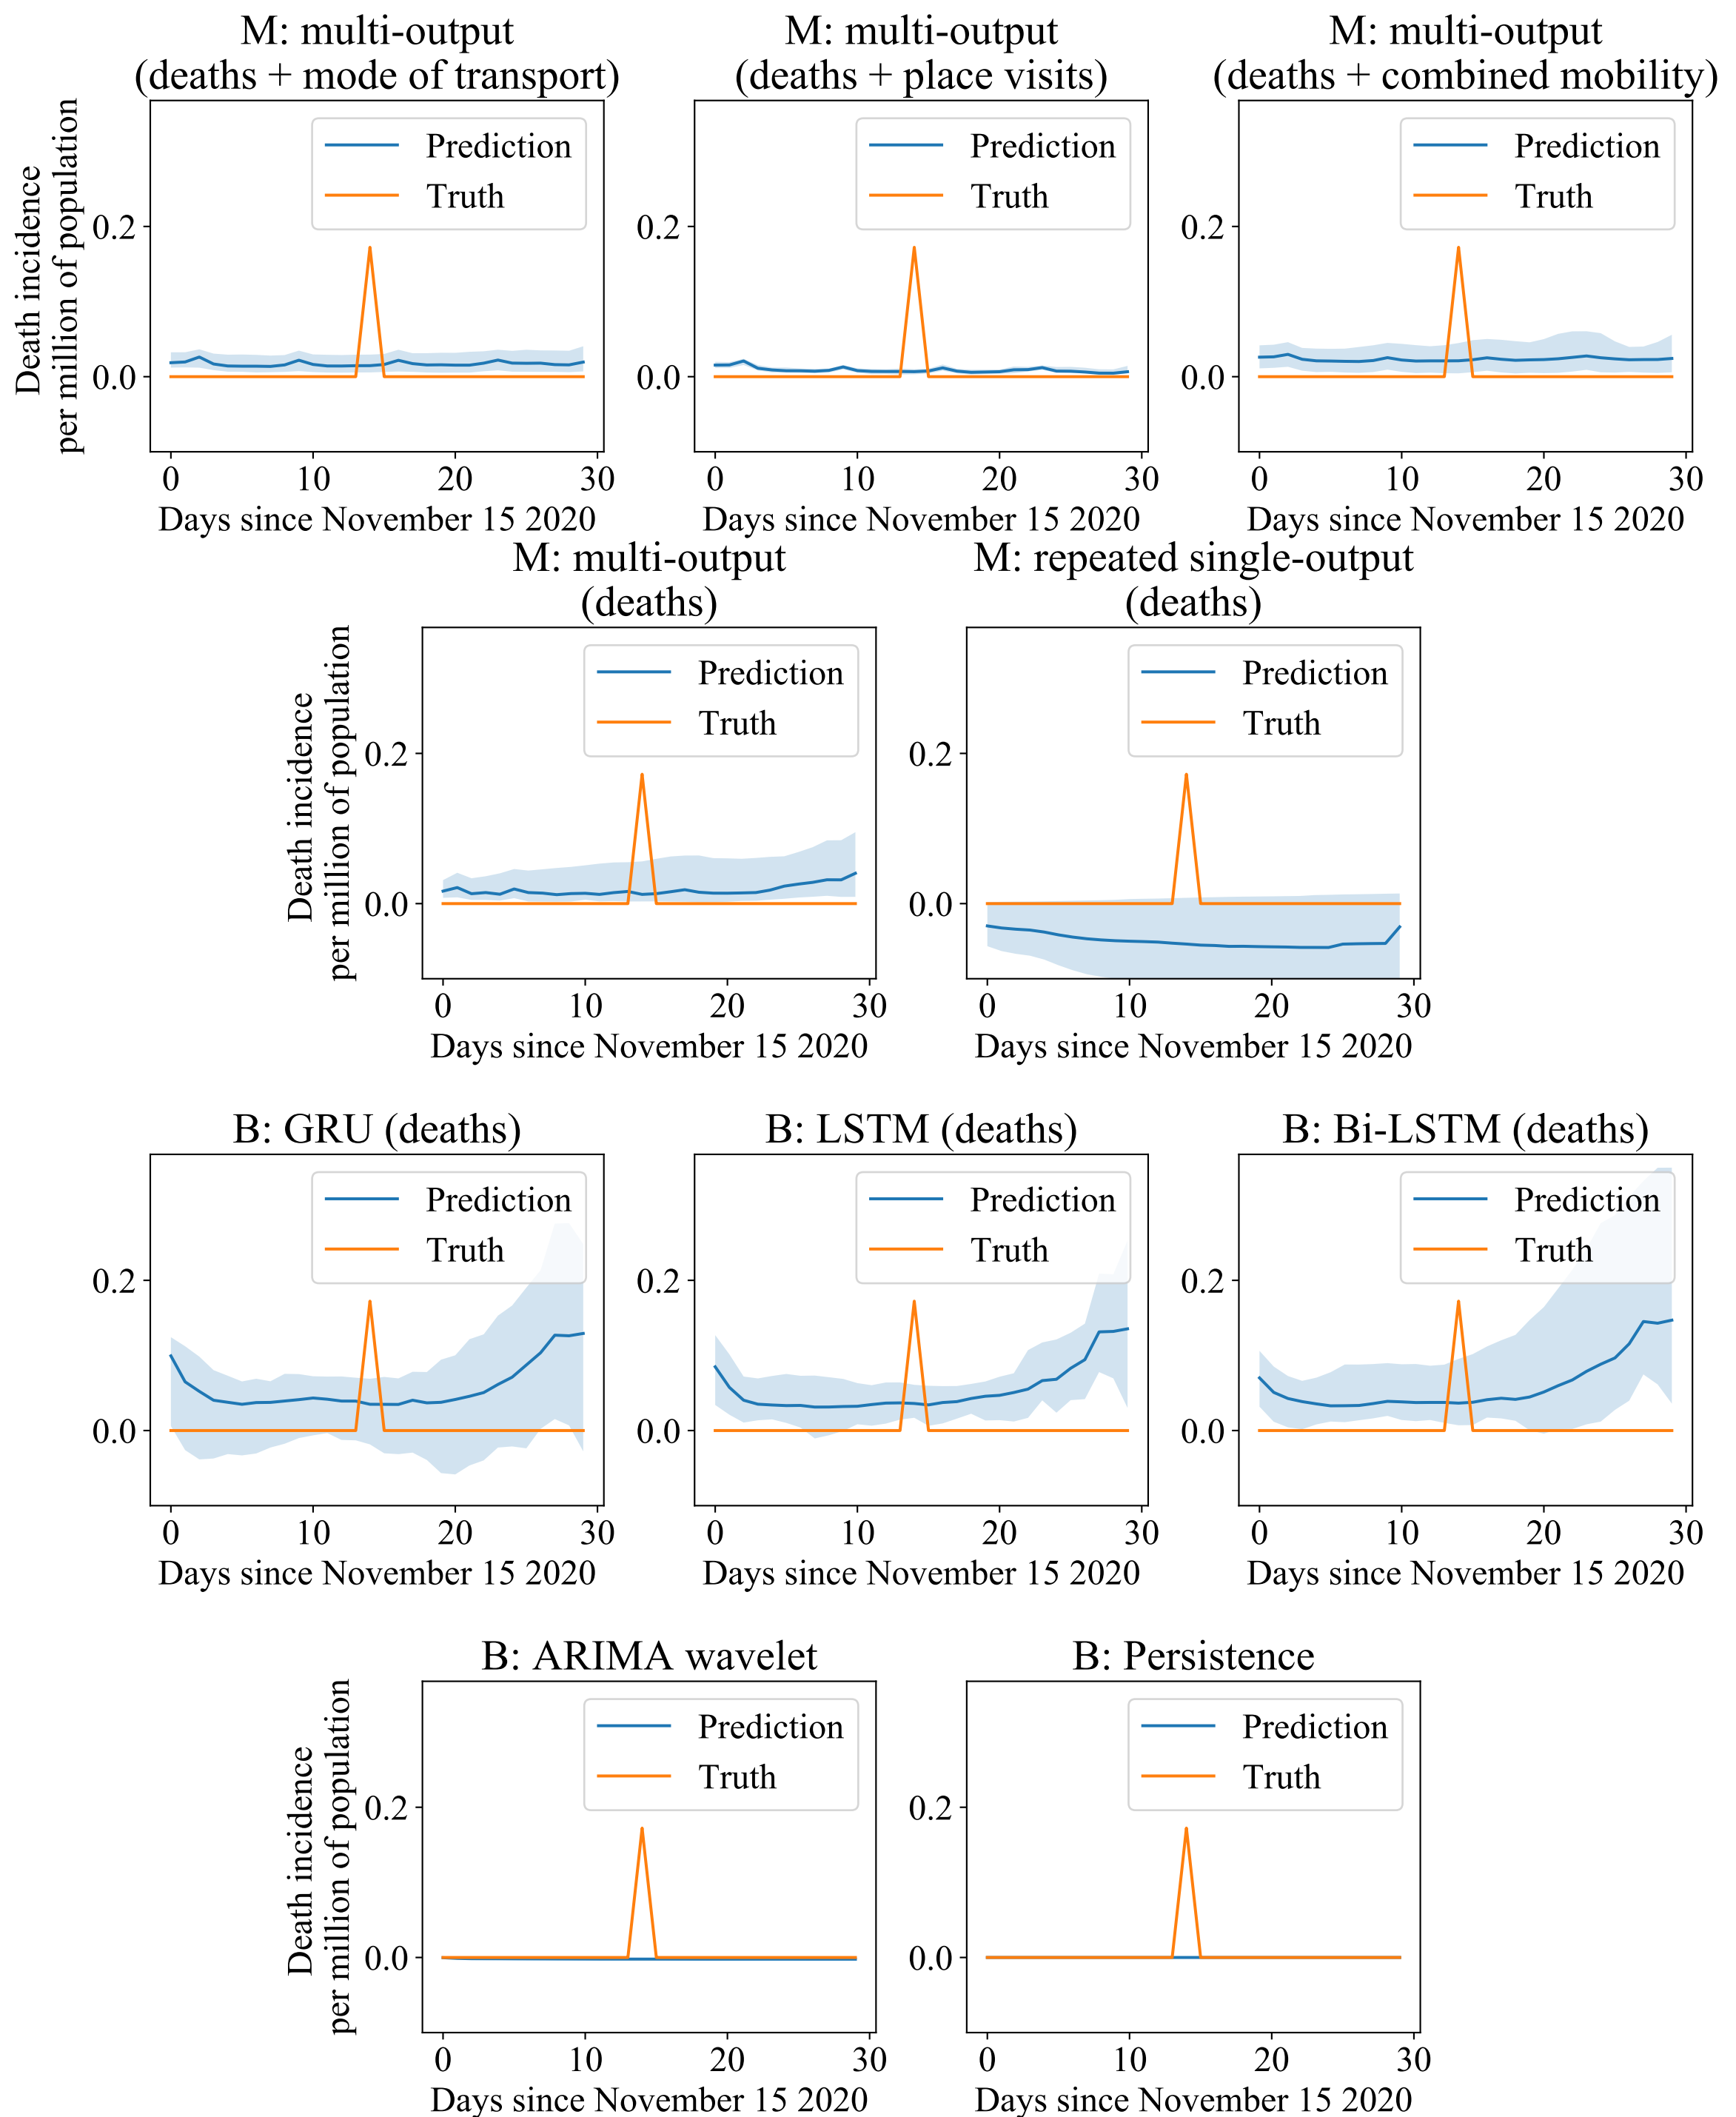 M: multi-output
(deaths + mode of transport)
M: multi-output
(deaths + place visits)
M: multi-output
(deaths + combined mobility)
Death incidence
per million of population
0.2
0.0
Prediction
Truth
0
10
20
30
Days since November 15 2020
0.2
0.0
Prediction
Truth
0
10
20
30
Days since November 15 2020
0.2
0.0
Prediction
Truth
0
10
20
30
Days since November 15 2020
M: multi-output
(deaths)
M: repeated single-output
(deaths)
Death incidence
per million of population
0.2
0.0
Prediction
Truth
0
10
20
30
Days since November 15 2020
0.2
0.0
Prediction
Truth
0
10
20
30
Days since November 15 2020
B: GRU (deaths)
0.2
0.0
Prediction
Truth
0
10
20
30
Days since November 15 2020
B: LSTM (deaths)
0.2
0.0
Prediction
Truth
0
10
20
30
Days since November 15 2020
B: Bi-LSTM (deaths)
0.2
0.0
Prediction
Truth
0
10
20
30
Days since November 15 2020
B: ARIMA wavelet
Death incidence
per million of population
0.2
0.0
Prediction
Truth
0
10
20
30
Days since November 15 2020
B: Persistence
0.2
0.0
Prediction
Truth
0
10
20
30
Days since November 15 2020